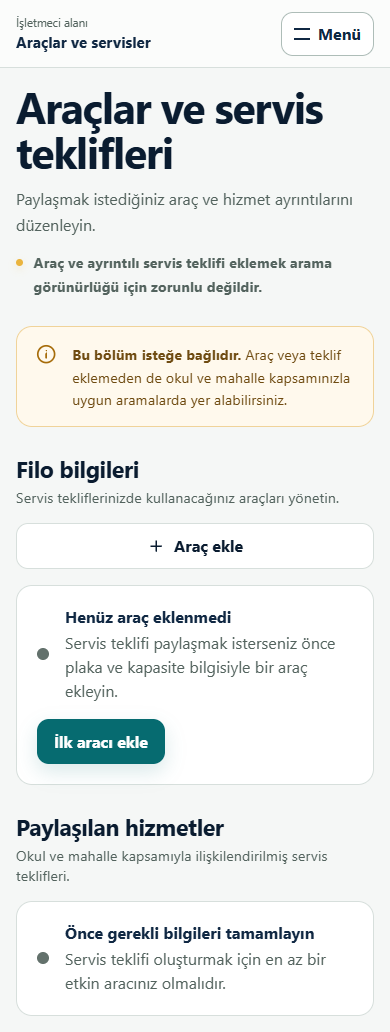 İşletmeci alanı
Araçlar ve servisler
Menü
Araçlar ve servis
teklifleri
Paylaşmak istediğiniz araç ve hizmet ayrıntılarını
düzenleyin.
Araç ve ayrıntılı servis teklifi eklemek arama
görünürlüğü için zorunlu değildir.
Bu bölüm isteğe bağlıdır. Araç veya teklif
eklemeden de okul ve mahalle kapsamınızla
uygun aramalarda yer alabilirsiniz.
Filo bilgileri
Servis tekliflerinizde kullanacağınız araçları yönetin.
+ Araç ekle
Henüz araç eklenmedi
Servis teklifi paylaşmak isterseniz önce
plaka ve kapasite bilgisiyle bir araç
ekleyin.
İlk aracı ekle
Paylaşılan hizmetler
Okul ve mahalle kapsamıyla ilişkilendirilmiş servis
teklifleri.
Önce gerekli bilgileri tamamlayın
Servis teklifi oluşturmak için en az bir
etkin aracınız olmalıdır.